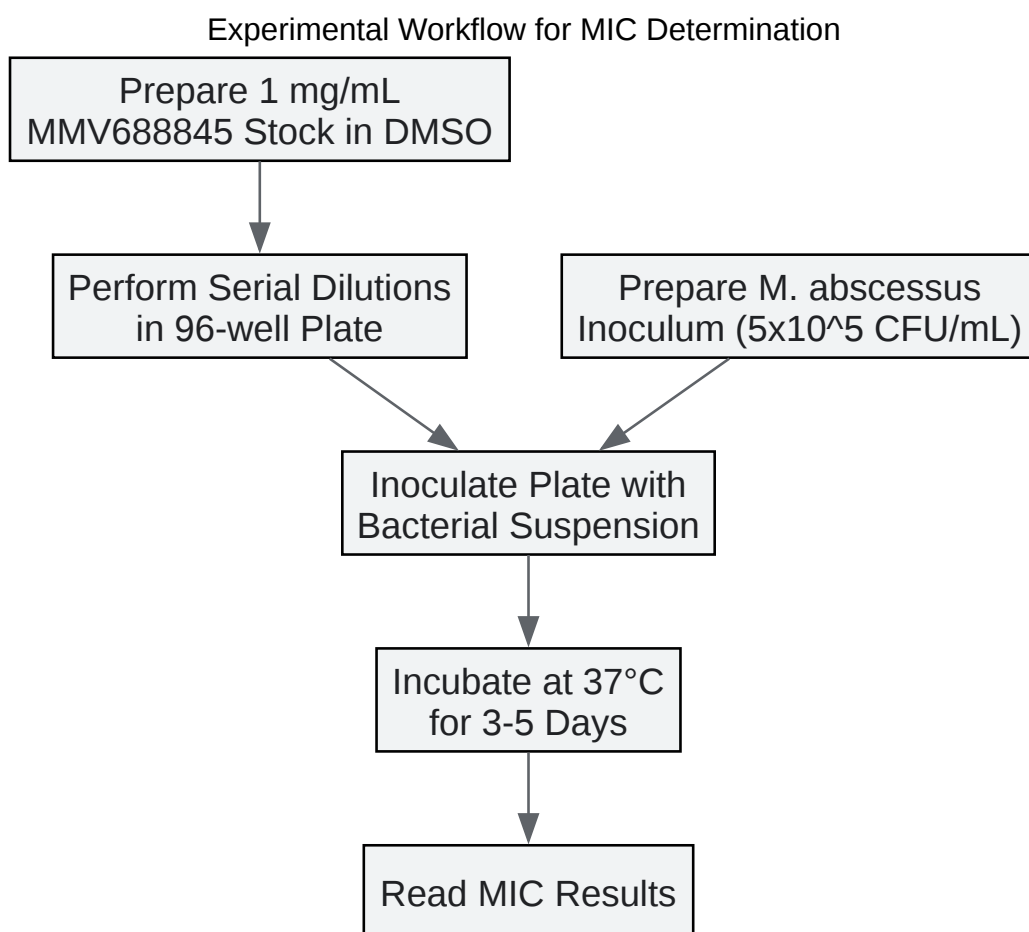 Experimental Workflow for MIC Determination
Prepare 1 mg/mL
MMV688845 Stock in DMSO
Perform Serial Dilutions
in 96-well Plate
Prepare M. abscessus
Inoculum (5x10^5 CFU/mL)
Inoculate Plate with
Bacterial Suspension
Incubate at 37°C
for 3-5 Days
Read MIC Results